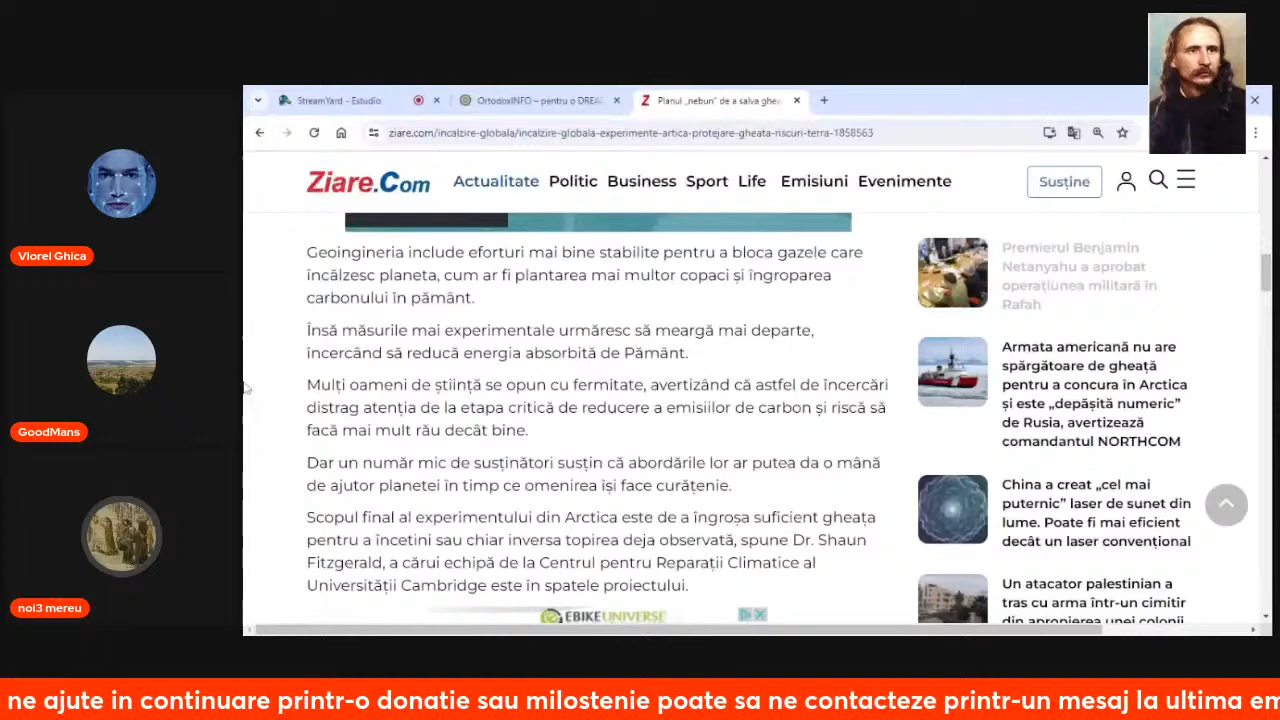 StreamYard - Estudio
OrtodoxINFO – pentru o DREA
Planul „nebun” de a salva ghea
ziare.com/incalzire-globala/incalzire-globala-experimente-artica-protejare-gheata-riscuri-terra-1858563
Ziare.Com
Actualitate Politic Business Sport Life Emisiuni Evenimente
Susține
Geoingineria include eforturi mai bine stabilite pentru a bloca gazele care
încălzesc planeta, cum ar fi plantarea mai multor copaci și îngroparea
carbonului în pământ.
Însă măsurile mai experimentale urmăresc să meargă mai departe,
încercând să reducă energia absorbită de Pământ.
Mulți oameni de știință se opun cu fermitate, avertizând că astfel de încercări
distrag atenția de la etapa critică de reducere a emisiilor de carbon și riscă să
facă mai mult rău decât bine.
Dar un număr mic de susținători susțin că abordările lor ar putea da o mână
de ajutor planetei în timp ce omenirea își face curățenie.
Scopul final al experimentului din Arctica este de a îngroșa suficient gheața
pentru a încetini sau chiar inversa topirea deja observată, spune Dr. Shaun
Fitzgerald, a cărui echipă de la Centrul pentru Reparații Climatice al
Universității Cambridge este în spatele proiectului.
EBIKEUNIVERSE
Premierul Benjamin
Netanyahu a aprobat
operațiunea militară în
Rafah
Armata americană nu are
spărgătoare de gheață
pentru a concura în Arctica
și este „depășită numeric”
de Rusia, avertizează
comandantul NORTHCOM
China a creat „cel mai
puternic” laser de sunet din
lume. Poate fi mai eficient
decât un laser convențional
Un atacator palestinian a
tras cu arma într-un cimitir
din apropierea unei colonii
Viorel Ghica
GoodMans
noi3 mereu
ne ajute in continuare printr-o donatie sau milostenie poate sa ne contacteze printr-un mesaj la ultima em